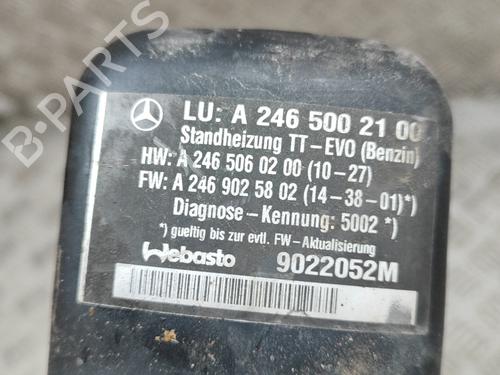 LU: A 246 500 21 00
Standheizung TT-EVO (Benzin)
HW: A 246 506 02 00 (10-27)
FW: A 246 902 58 02 (14-38-01)*)
Diagnose-Kennung: 5002 *)
*) gueltig bis zur evtl. FW-Aktualisierung
Webasto 9022052M
B-PARTS